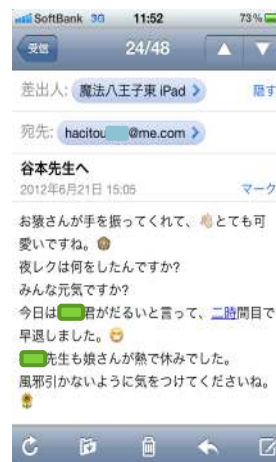 SoftBank 3G 11:52 73%
受信 24/48
差出人: 魔法八王子東 iPad 隠す
宛先: hacitou @me.com
谷本先生へ
2012年6月21日 15:05 マーク
お猿さんが手を振ってくれて、👋🏼とても可
愛いですね。🐵
夜レクは何をしたんですか?
みんな元気ですか?
今日は 君がだるいと言って、二時間目で
早退しました。😁
先生も娘さんが熱で休みでした。
風邪引かないように気をつけてくださいね。
🌻